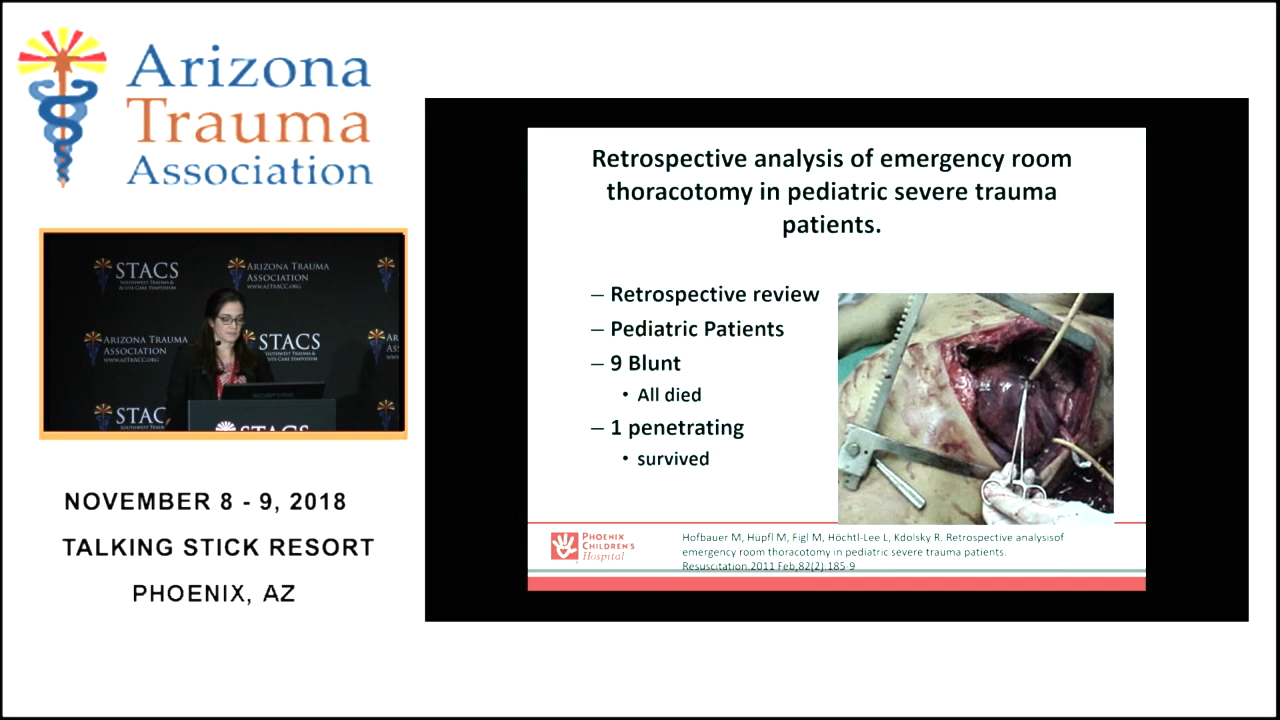 Arizona
Trauma
Association
STACS
SOUTHWEST TRAUMA &
ACUTE CARE SYMPOSIUM
ARIZONA TRAUMA
ASSOCIATION
WWW.AZTRACC.ORG
ARIZONA TRAUMA
ASSOCIATION
WWW.AZTRACC.ORG
STACS
SOUTHWEST TRAUMA &
ACUTE CARE SYMPOSIUM
STAC
STACS
NOVEMBER 8 - 9, 2018
TALKING STICK RESORT
PHOENIX, AZ
Retrospective analysis of emergency room
thoracotomy in pediatric severe trauma
patients.
– Retrospective review
– Pediatric Patients
– 9 Blunt
• All died
– 1 penetrating
• survived
PHOENIX
CHILDREN'S
Hospital
Hofbauer M, Hüpfl M, Figl M, Höchtl-Lee L, Kdolsky R. Retrospective analysisof
emergency room thoracotomy in pediatric severe trauma patients.
Resuscitation.2011 Feb,82(2):185-9